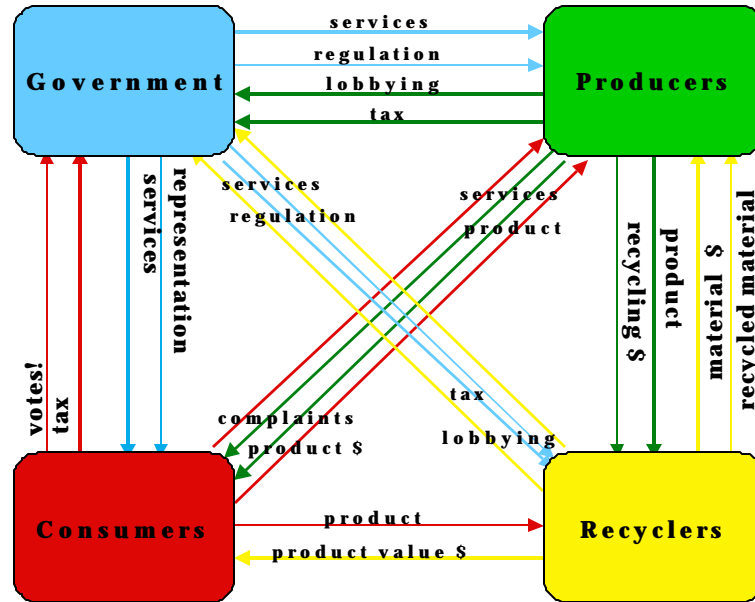 services
regulation
Government
Producers
lobbying
tax
services
representation
services
regulation
services
product
recycling $
product
material $
recycled material
votes!
tax
complaints
product $
tax
lobbying
Consumers
product
Recyclers
product value $